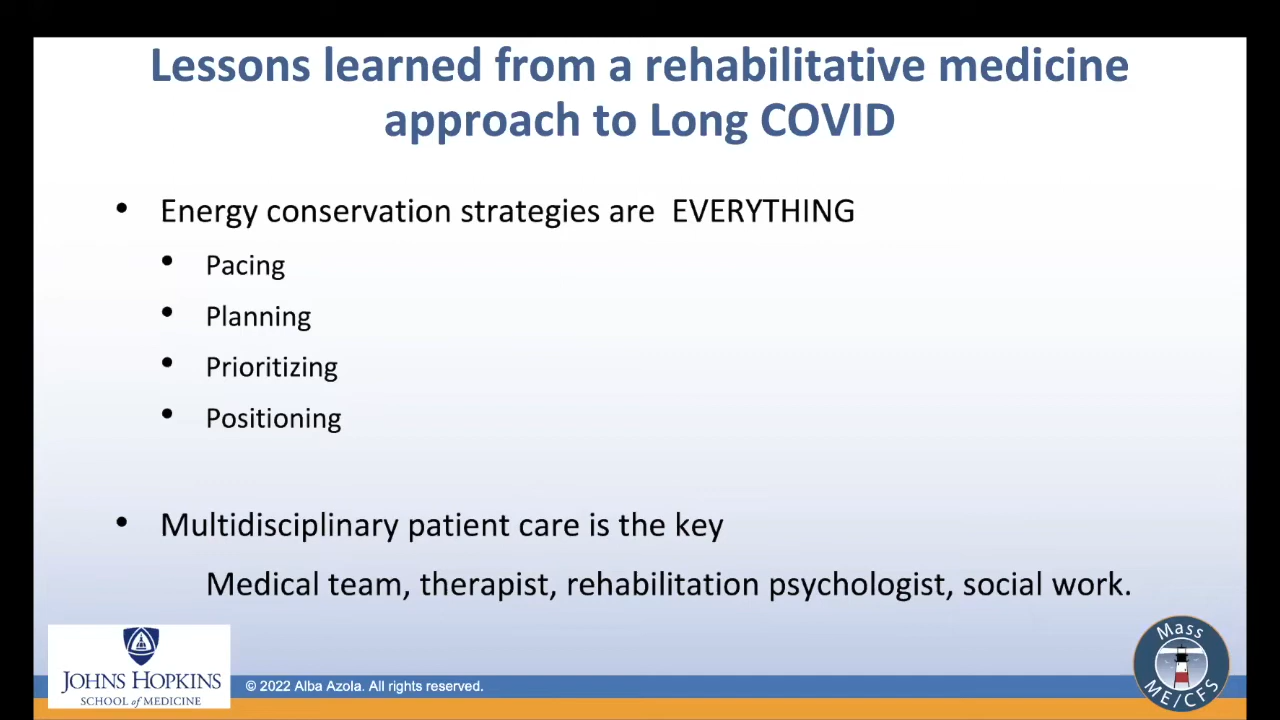 Lessons learned from a rehabilitative medicine
approach to Long COVID
• Energy conservation strategies are EVERYTHING
• Pacing
• Planning
• Prioritizing
• Positioning
• Multidisciplinary patient care is the key
Medical team, therapist, rehabilitation psychologist, social work.
JOHNS HOPKINS
SCHOOL of MEDICINE
© 2022 Alba Azola. All rights reserved.
Mass
ME/CFS